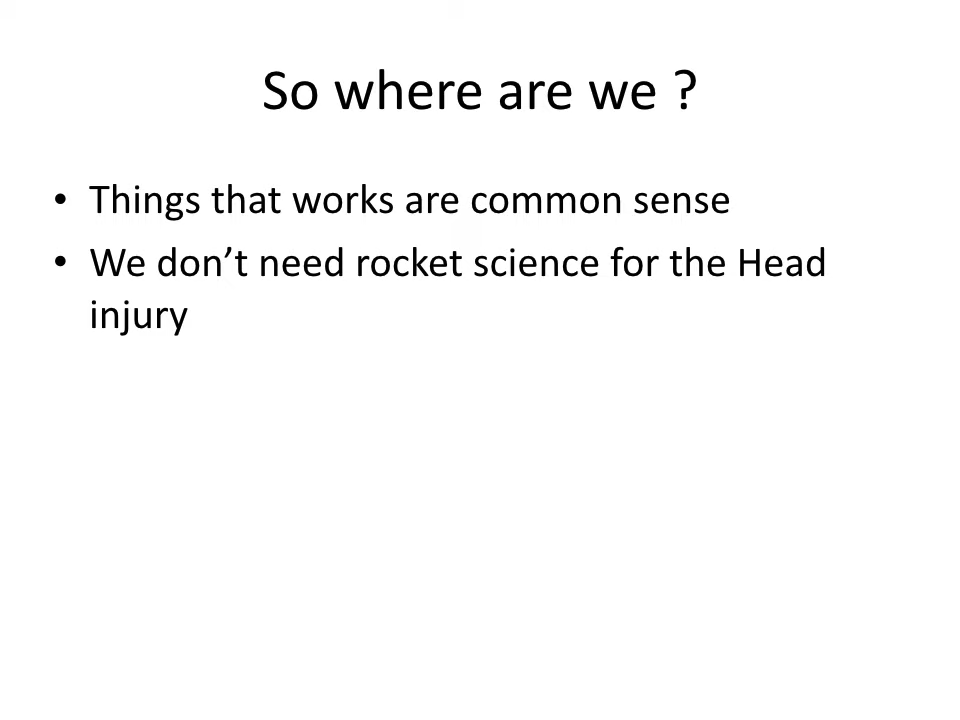 So where are we ?
• Things that works are common sense
• We don’t need rocket science for the Head
injury